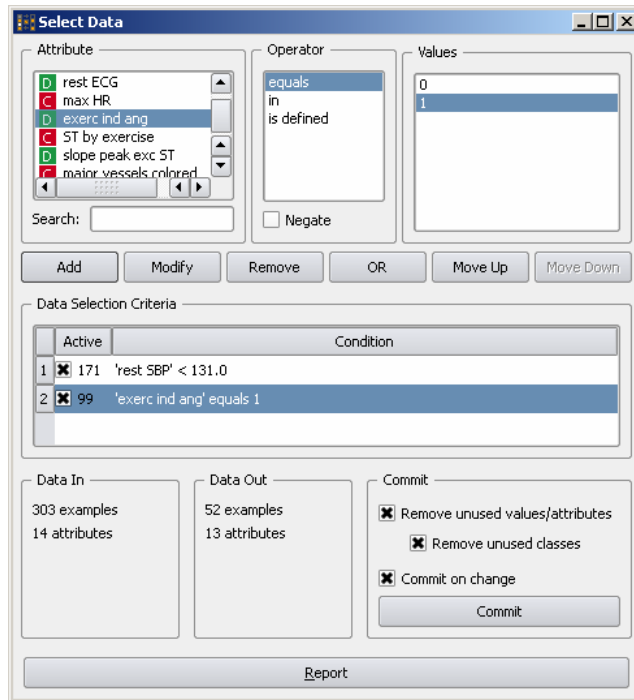 Select Data
Attribute
D rest ECG
C max HR
D exerc ind ang
C ST by exercise
D slope peak exc ST
C major vessels colored
Search:
Operator
equals
in
is defined
Negate
Values
0
1
Add Modify Remove OR Move Up Move Down
Data Selection Criteria
Active Condition
1 171 'rest SBP' < 131.0
2 99 'exerc ind ang' equals 1
Data In
303 examples
14 attributes
Data Out
52 examples
13 attributes
Commit
Remove unused values/attributes
Remove unused classes
Commit on change
Commit
Report